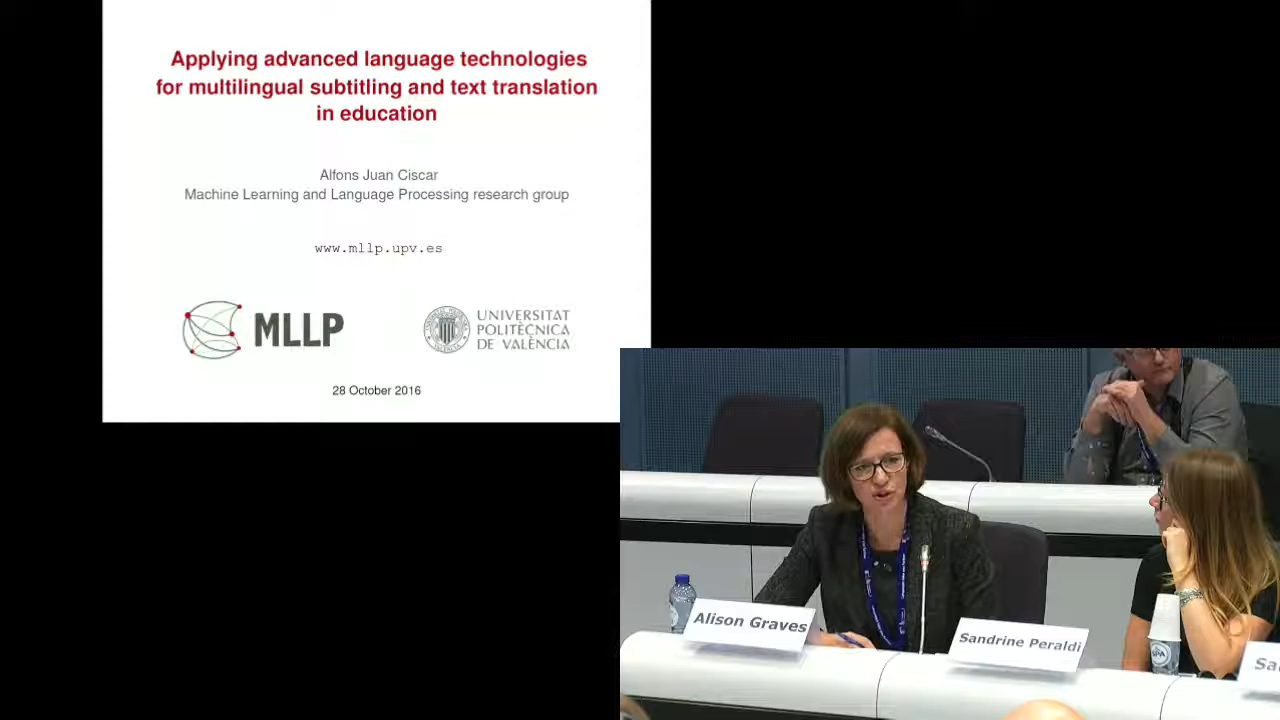 Applying advanced language technologies
for multilingual subtitling and text translation
in education
Alfons Juan Ciscar
Machine Learning and Language Processing research group
www.mllp.upv.es
MLLP
UNIVERSITAT
POLITÈCNICA
DE VALÈNCIA
28 October 2016
Alison Graves
Sandrine Peraldi
SPA
Sa